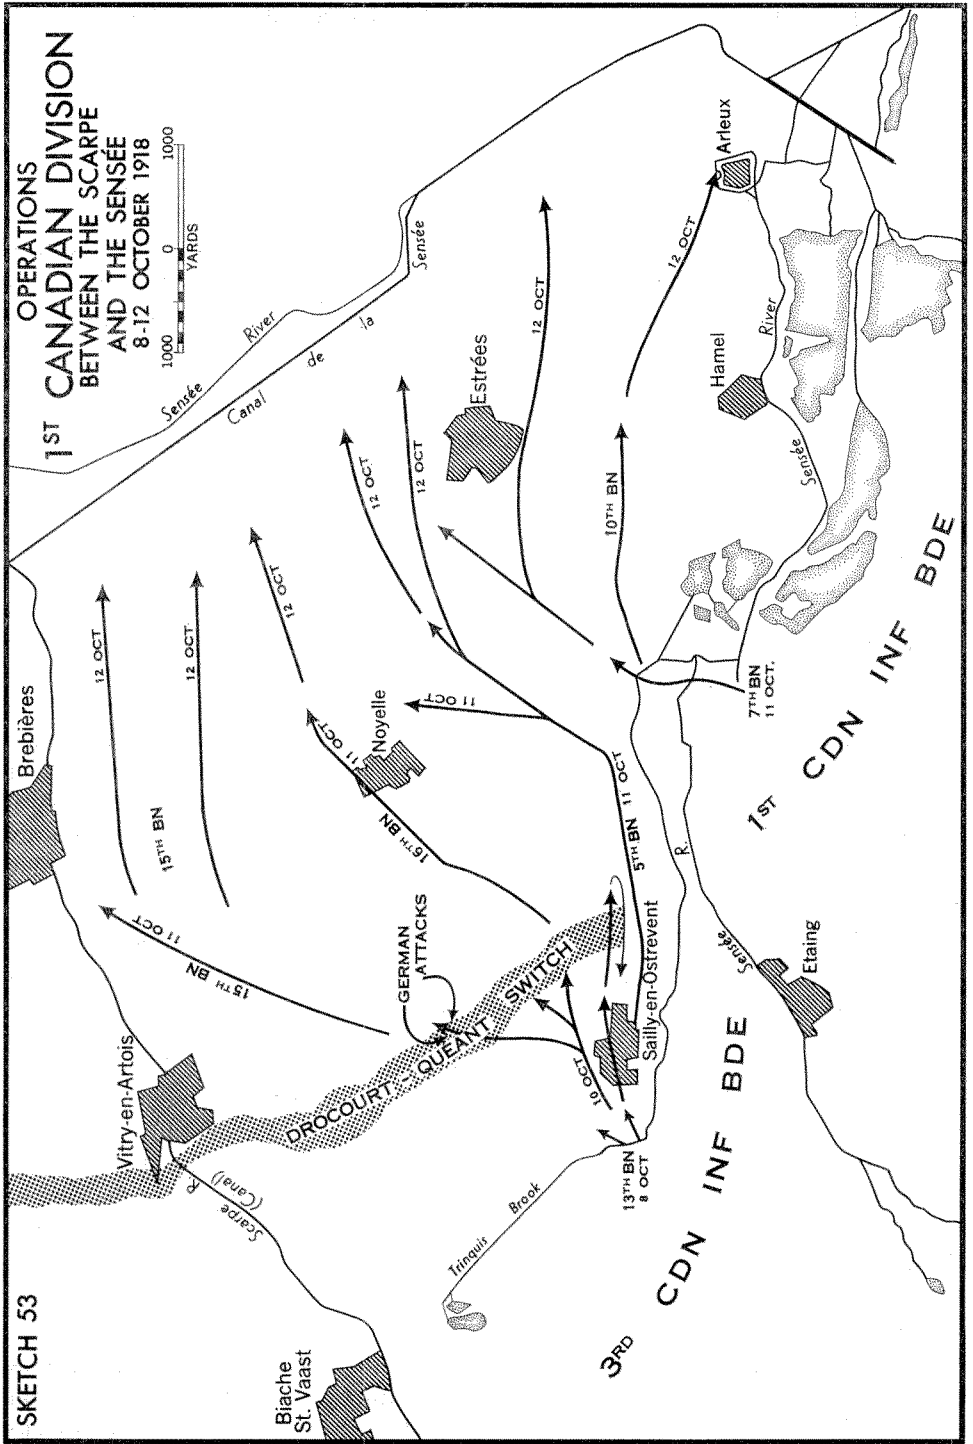 SKETCH 53
OPERATIONS
1ST CANADIAN DIVISION
BETWEEN THE SCARPE
AND THE SENSÉE
8-12 OCTOBER 1918
1000 0 1000
YARDS
Biache
St. Vaast
Vitry-en-Artois
Brebières
Scarpe
(Canal)
R
Sensée
River
Canal
de
la
Sensée
15TH BN
11 OCT
15TH BN
12 OCT
12 OCT
GERMAN
ATTACKS
DROCOURT - QUÉANT SWITCH
16TH BN
11 OCT
Noyelle
12 OCT
11 OCT
12 OCT
12 OCT
Estrées
12 OCT
Trinquis
Brook
13TH BN
8 OCT
10 OCT
Sailly-en-Ostrevent
5TH BN 11 OCT
10TH BN
12 OCT
Arleux
Hamel
River
Sensée
7TH BN
11 OCT.
R.
Sensée
Etaing
3RD CDN INF BDE
1ST CDN INF BDE